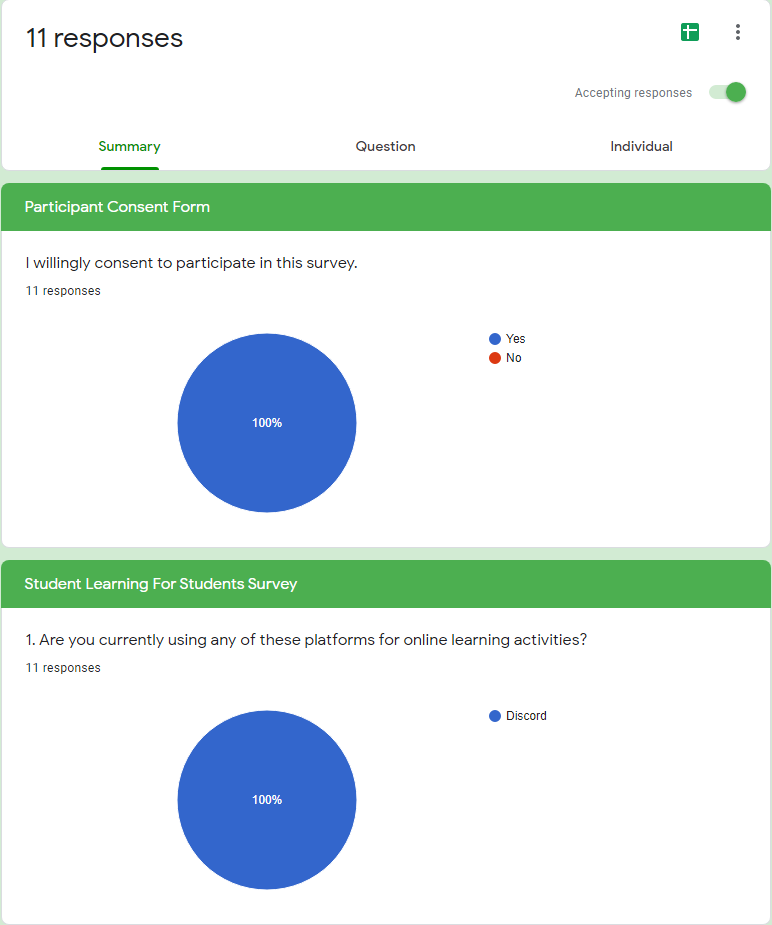 11 responses
Accepting responses
Summary Question Individual
Participant Consent Form
I willingly consent to participate in this survey.
11 responses
Yes
No
100%
Student Learning For Students Survey
1. Are you currently using any of these platforms for online learning activities?
11 responses
Discord
100%